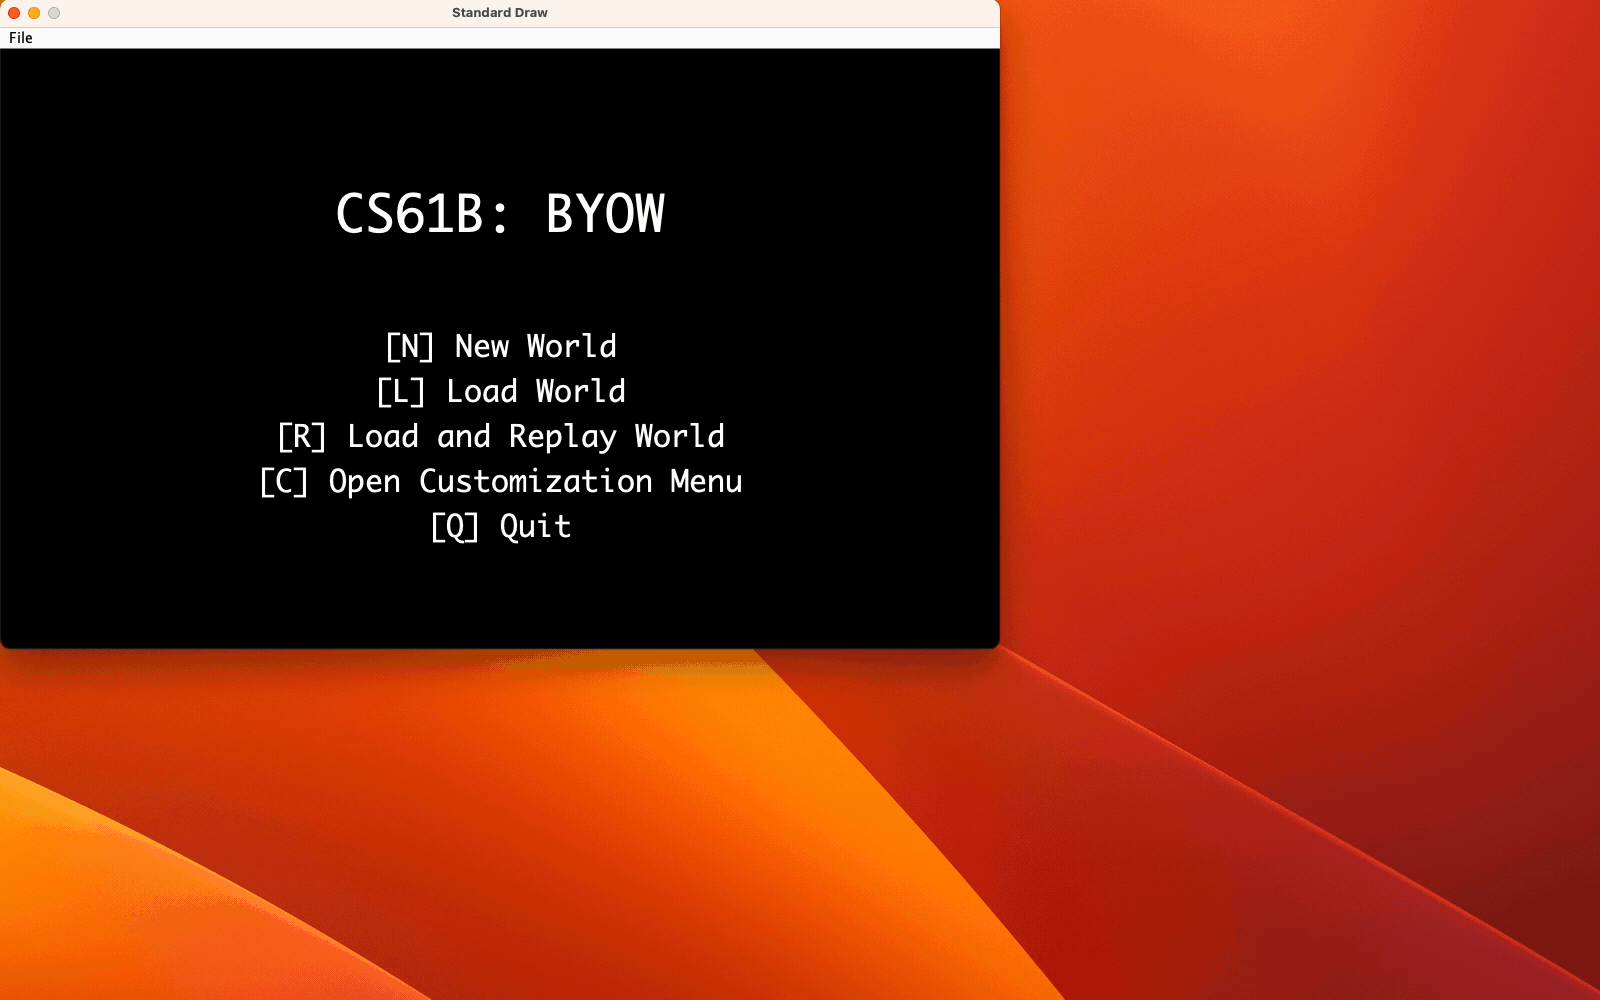 Standard Draw
File
CS61B: BYOW
[N] New World
[L] Load World
[R] Load and Replay World
[C] Open Customization Menu
[Q] Quit